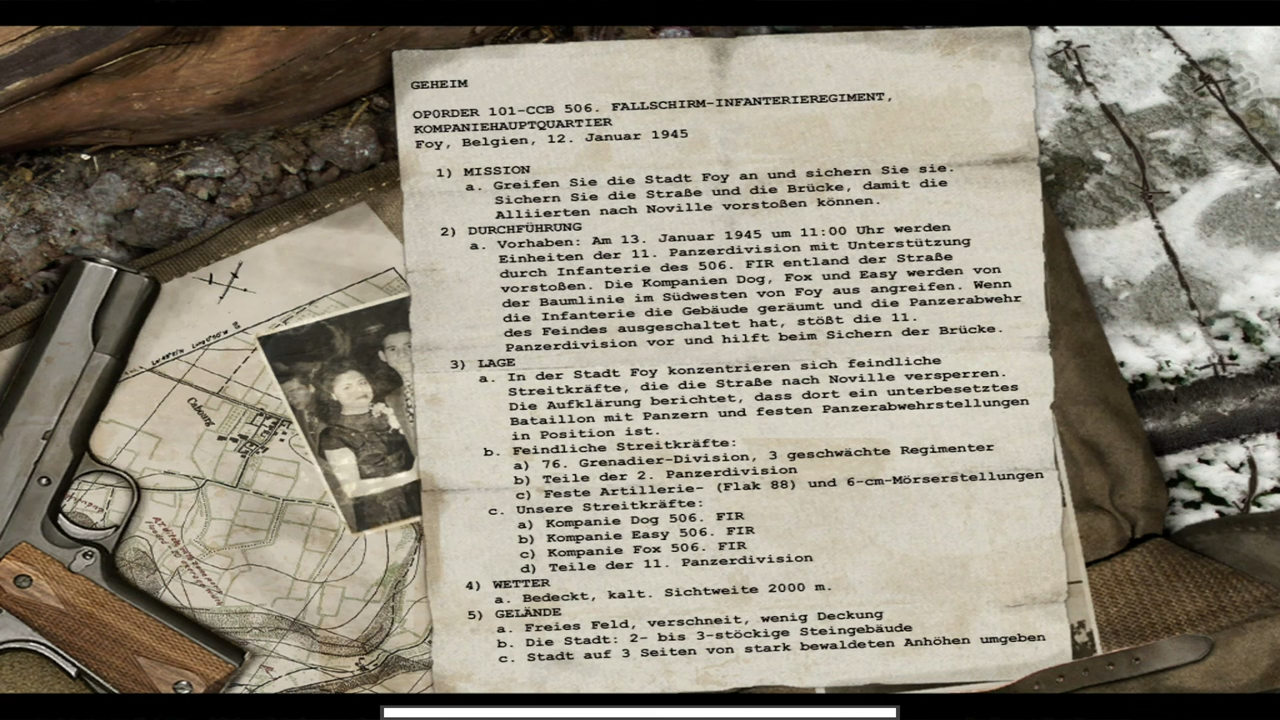 GEHEIM
OPORDER 101-CCB 506. FALLSCHIRM-INFANTERIEREGIMENT,
KOMPANIEHAUPTQUARTIER
Foy, Belgien, 12. Januar 1945
1) MISSION
a. Greifen Sie die Stadt Foy an und sichern Sie sie.
Sichern Sie die Straße und die Brücke, damit die
Alliierten nach Noville vorstoßen können.
2) DURCHFÜHRUNG
a. Vorhaben: Am 13. Januar 1945 um 11:00 Uhr werden
Einheiten der 11. Panzerdivision mit Unterstützung
durch Infanterie des 506. FIR entland der Straße
vorstoßen. Die Kompanien Dog, Fox und Easy werden von
der Baumlinie im Südwesten von Foy aus angreifen. Wenn
die Infanterie die Gebäude geräumt und die Panzerabwehr
des Feindes ausgeschaltet hat, stößt die 11.
Panzerdivision vor und hilft beim Sichern der Brücke.
3) LAGE
a. In der Stadt Foy konzentrieren sich feindliche
Streitkräfte, die die Straße nach Noville versperren.
Die Aufklärung berichtet, dass dort ein unterbesetztes
Bataillon mit Panzern und festen Panzerabwehrstellungen
in Position ist.
b. Feindliche Streitkräfte:
a) 76. Grenadier-Division, 3 geschwächte Regimenter
b) Teile der 2. Panzerdivision
c) Feste Artillerie- (Flak 88) und 6-cm-Mörserstellungen
c. Unsere Streitkräfte:
a) Kompanie Dog 506. FIR
b) Kompanie Easy 506. FIR
c) Kompanie Fox 506. FIR
d) Teile der 11. Panzerdivision
4) WETTER
a. Bedeckt, kalt. Sichtweite 2000 m.
5) GELÄNDE
a. Freies Feld, verschneit, wenig Deckung
b. Die Stadt: 2- bis 3-stöckige Steingebäude
c. Stadt auf 3 Seiten von stark bewaldeten Anhöhen umgeben